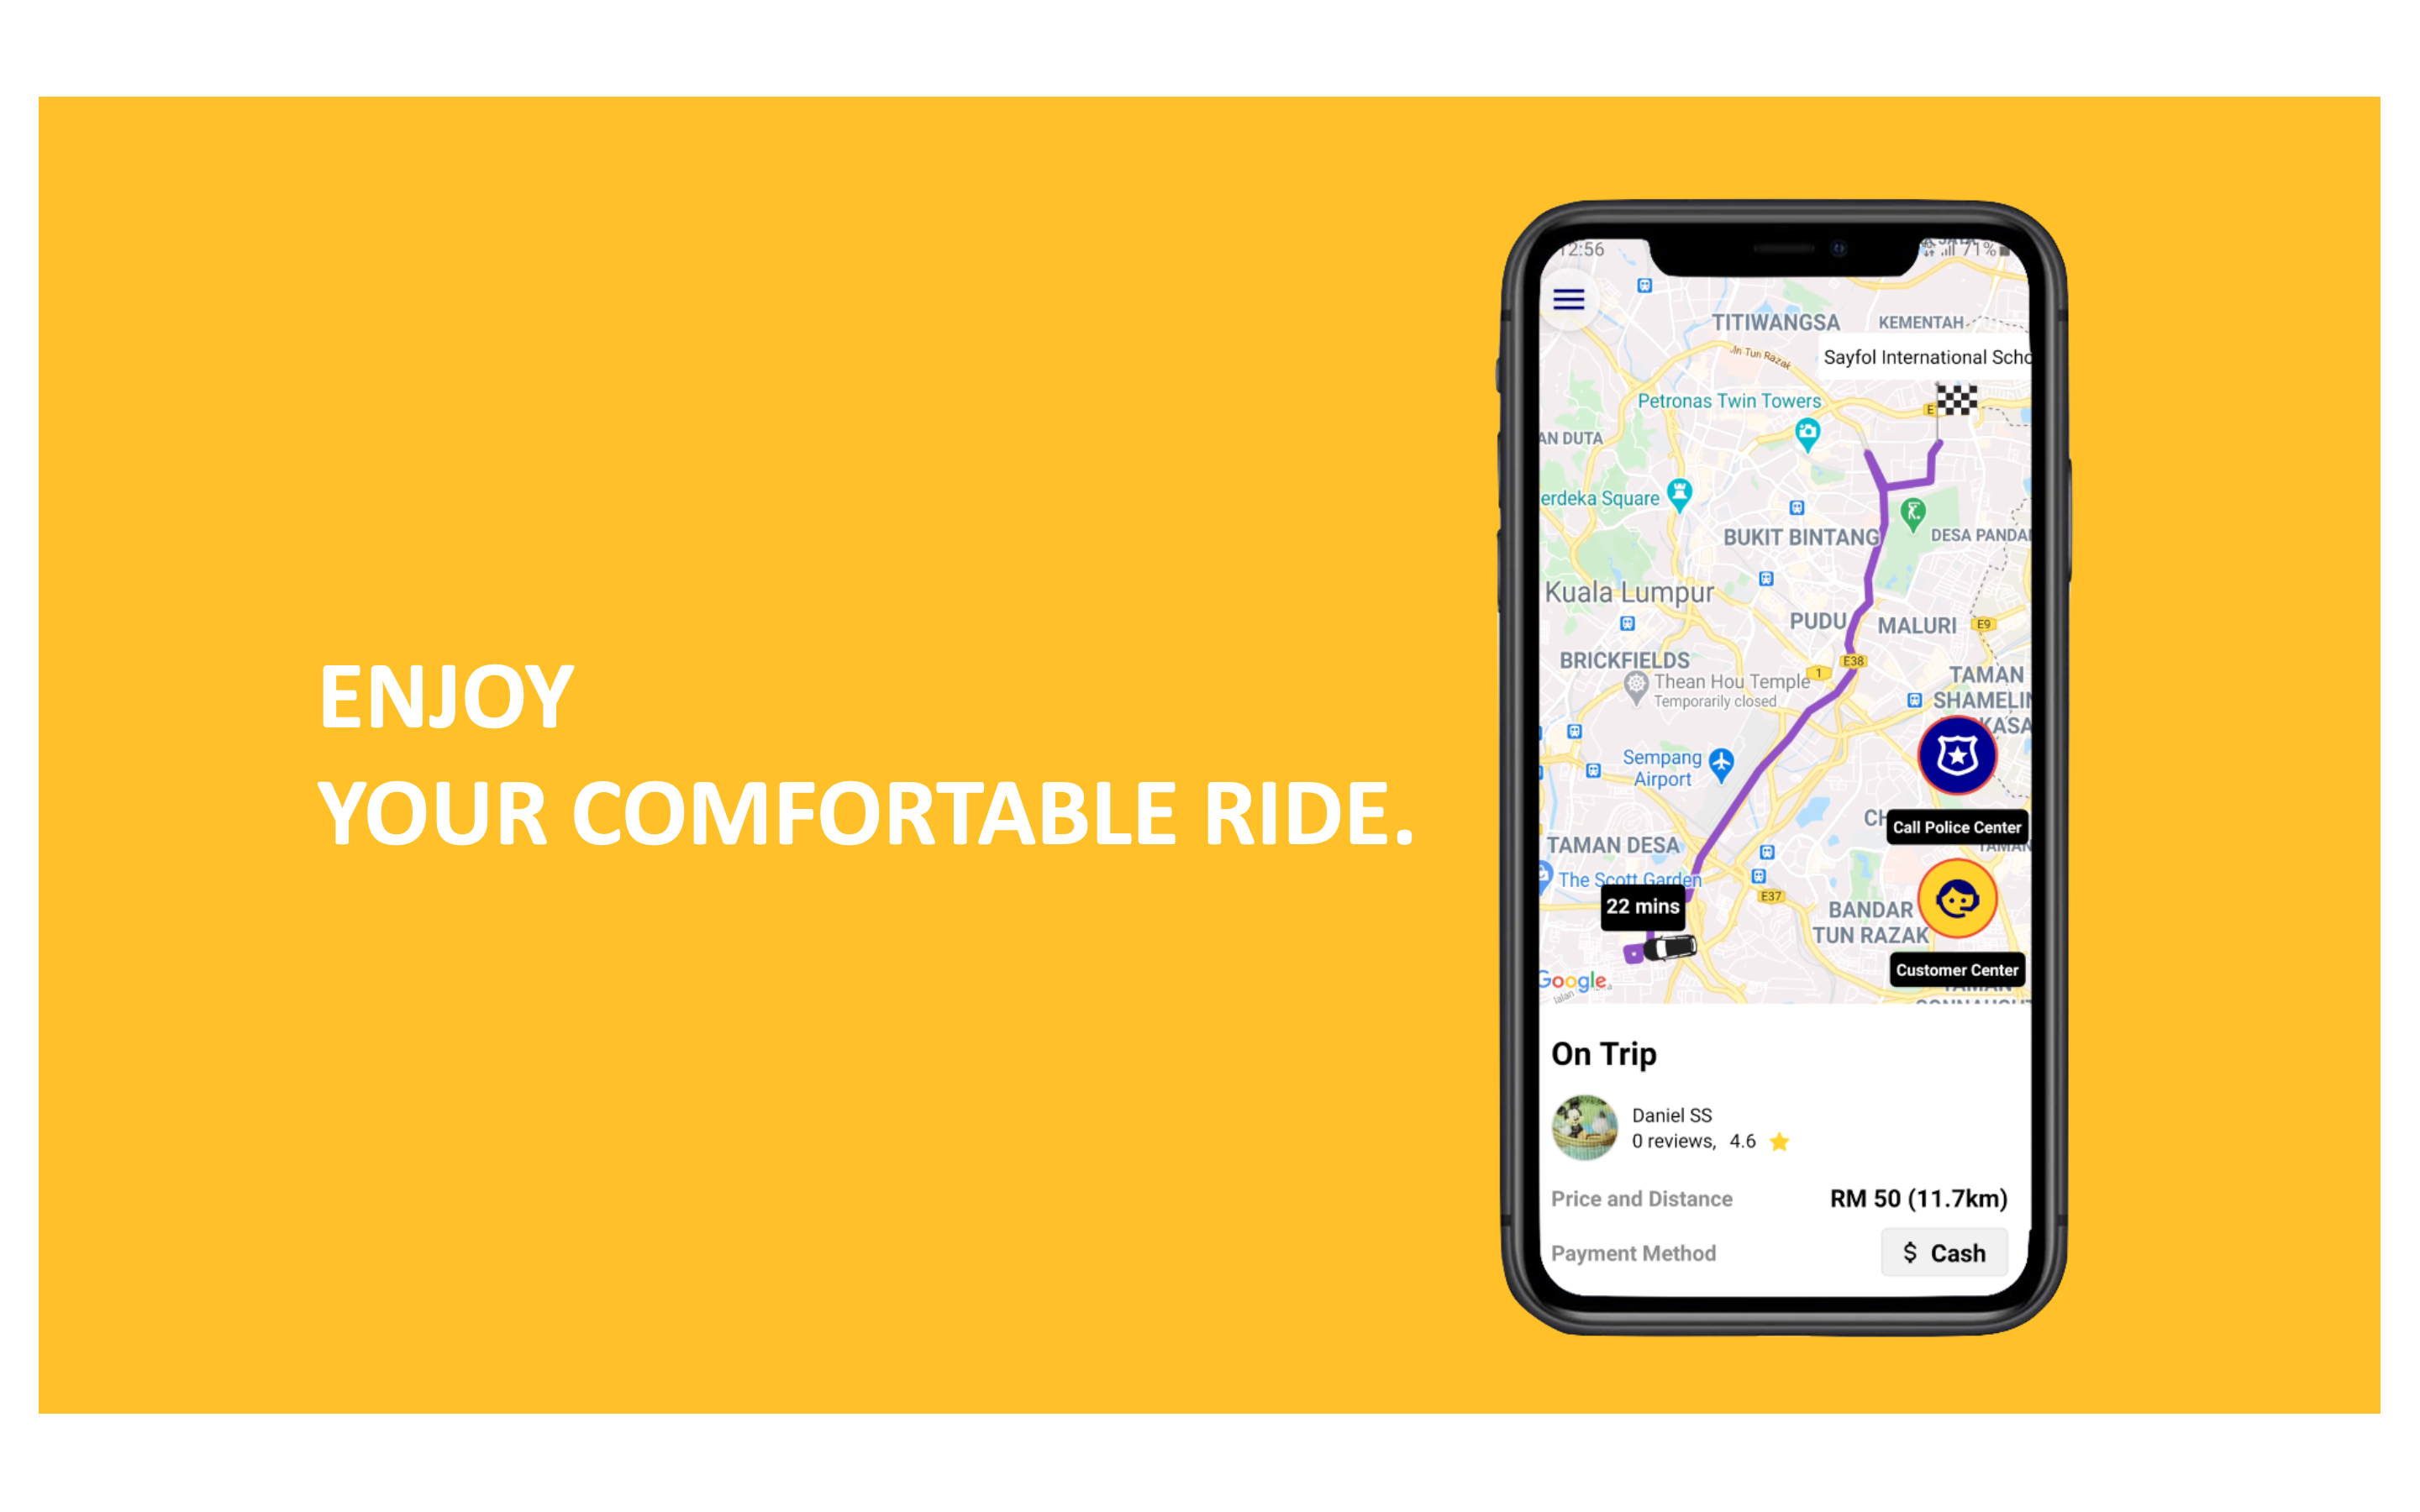 ENJOY
YOUR COMFORTABLE RIDE.
12:56
71%
TITIWANGSA
KEMENTAH
Jln Tun Razak
Sayfol International Scho
Petronas Twin Towers
E
AN DUTA
erdeka Square
BUKIT BINTANG
DESA PANDA
Kuala Lumpur
PUDU
MALURI
E9
BRICKFIELDS
E38
1
Thean Hou Temple
Temporarily closed
TAMAN
SHAMELIN
KASA
Sempang
Airport
CH
Call Police Center
TAMAN
TAMAN DESA
The Scott Garden
22 mins
E37
BANDAR
TUN RAZAK
Customer Center
Google
Jalan
On Trip
Daniel SS
0 reviews, 4.6
Price and Distance
RM 50 (11.7km)
Payment Method
$ Cash